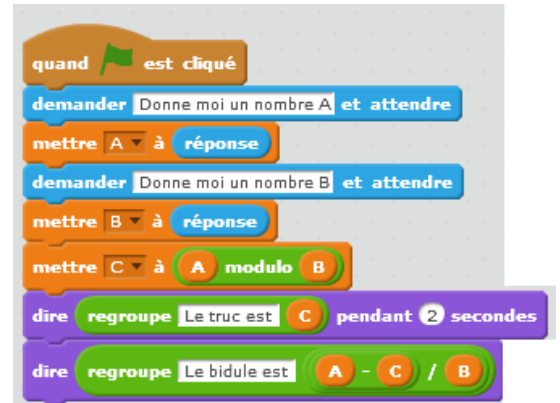 quand est cliqué
demander Donne moi un nombre A et attendre
mettre A à réponse
demander Donne moi un nombre B et attendre
mettre B à réponse
mettre C à A modulo B
dire regroupe Le truc est C pendant 2 secondes
dire regroupe Le bidule est A - C / B